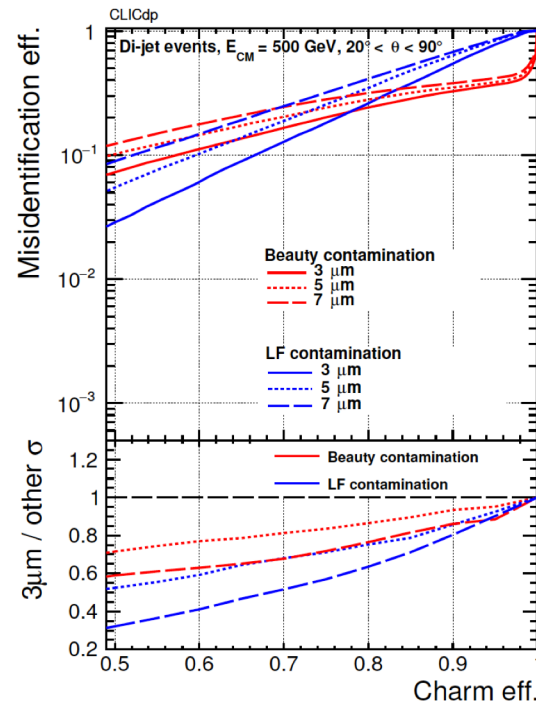 CLICdp
Di-jet events, E_CM = 500 GeV, 20° < θ < 90°
Misidentification eff.
1
10⁻¹
10⁻²
10⁻³
Beauty contamination
3 μm
5 μm
7 μm
LF contamination
3 μm
5 μm
7 μm
3μm / other σ
Beauty contamination
LF contamination
1.2
1
0.8
0.6
0.4
0.2
0.5 0.6 0.7 0.8 0.9 1
Charm eff.